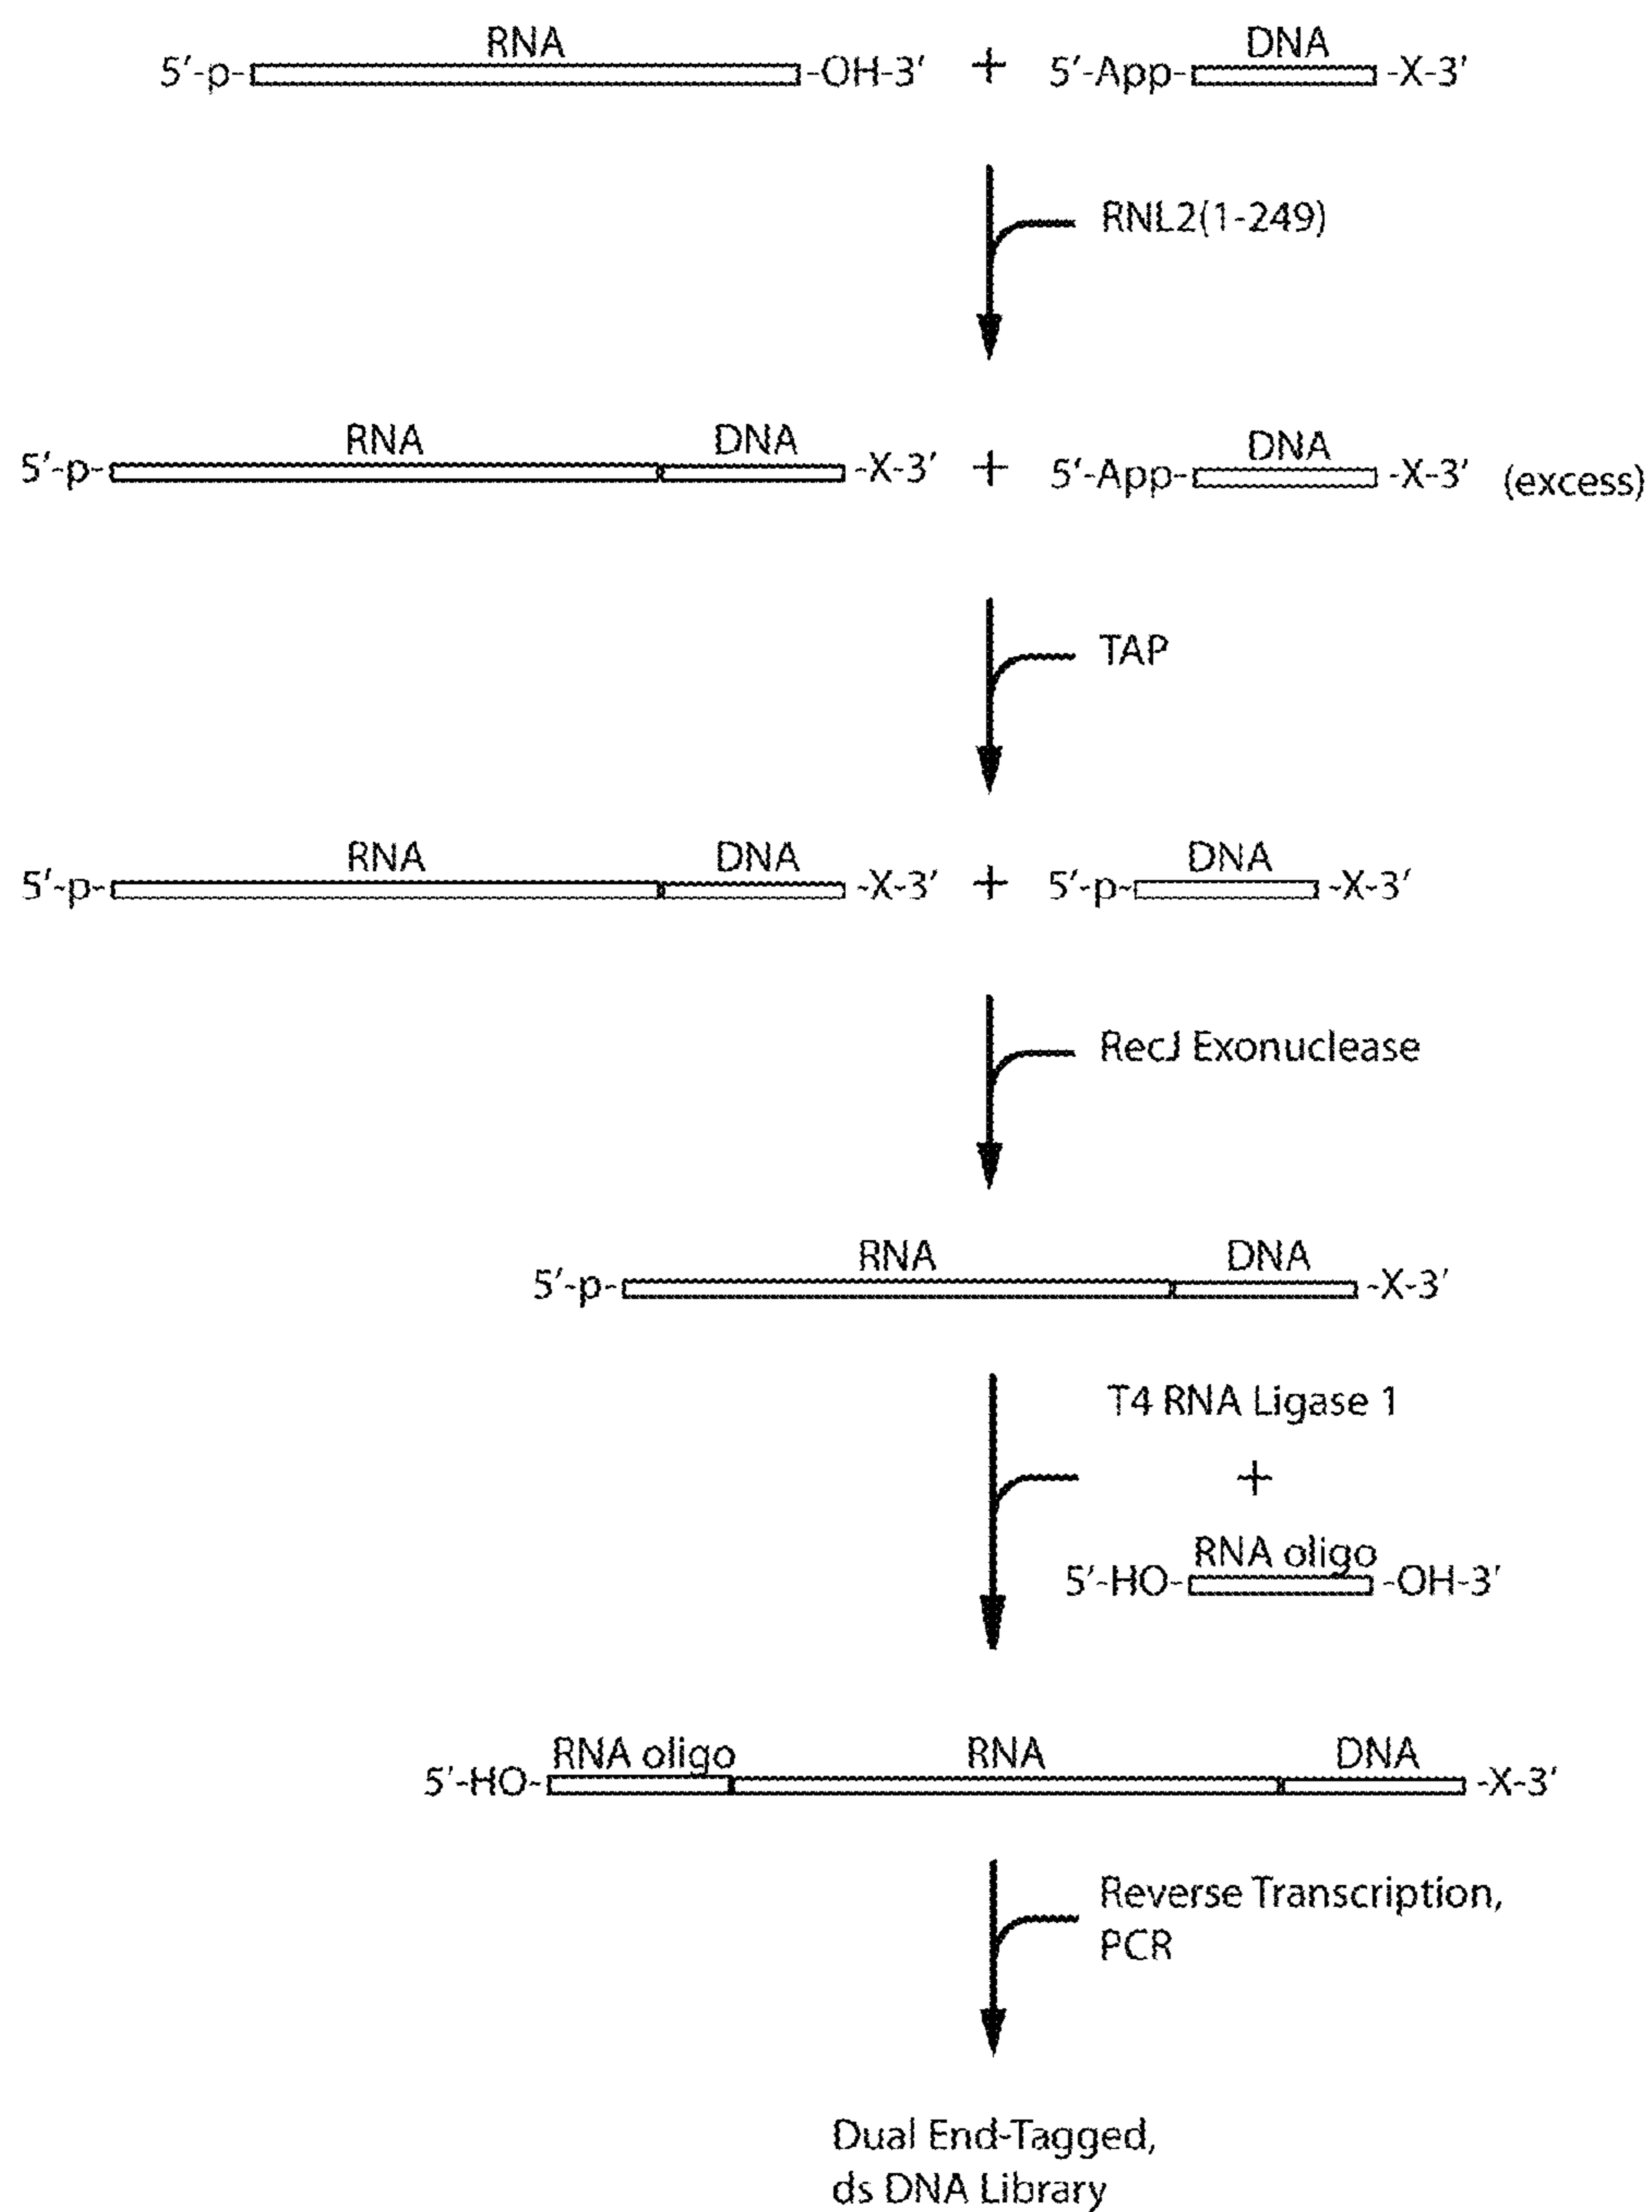 RNA DNA
5'-p- -OH-3' + 5'-App- -X-3'
RNL2(1-249)
RNA DNA DNA
5'-p- -X-3' + 5'-App- -X-3' (excess)
TAP
RNA DNA DNA
5'-p- -X-3' + 5'-p- -X-3'
RecJ Exonuclease
RNA DNA
5'-p- -X-3'
T4 RNA Ligase 1
+
RNA oligo
5'-HO- -OH-3'
RNA oligo RNA DNA
5'-HO- -X-3'
Reverse Transcription,
PCR
Dual End-Tagged,
ds DNA Library